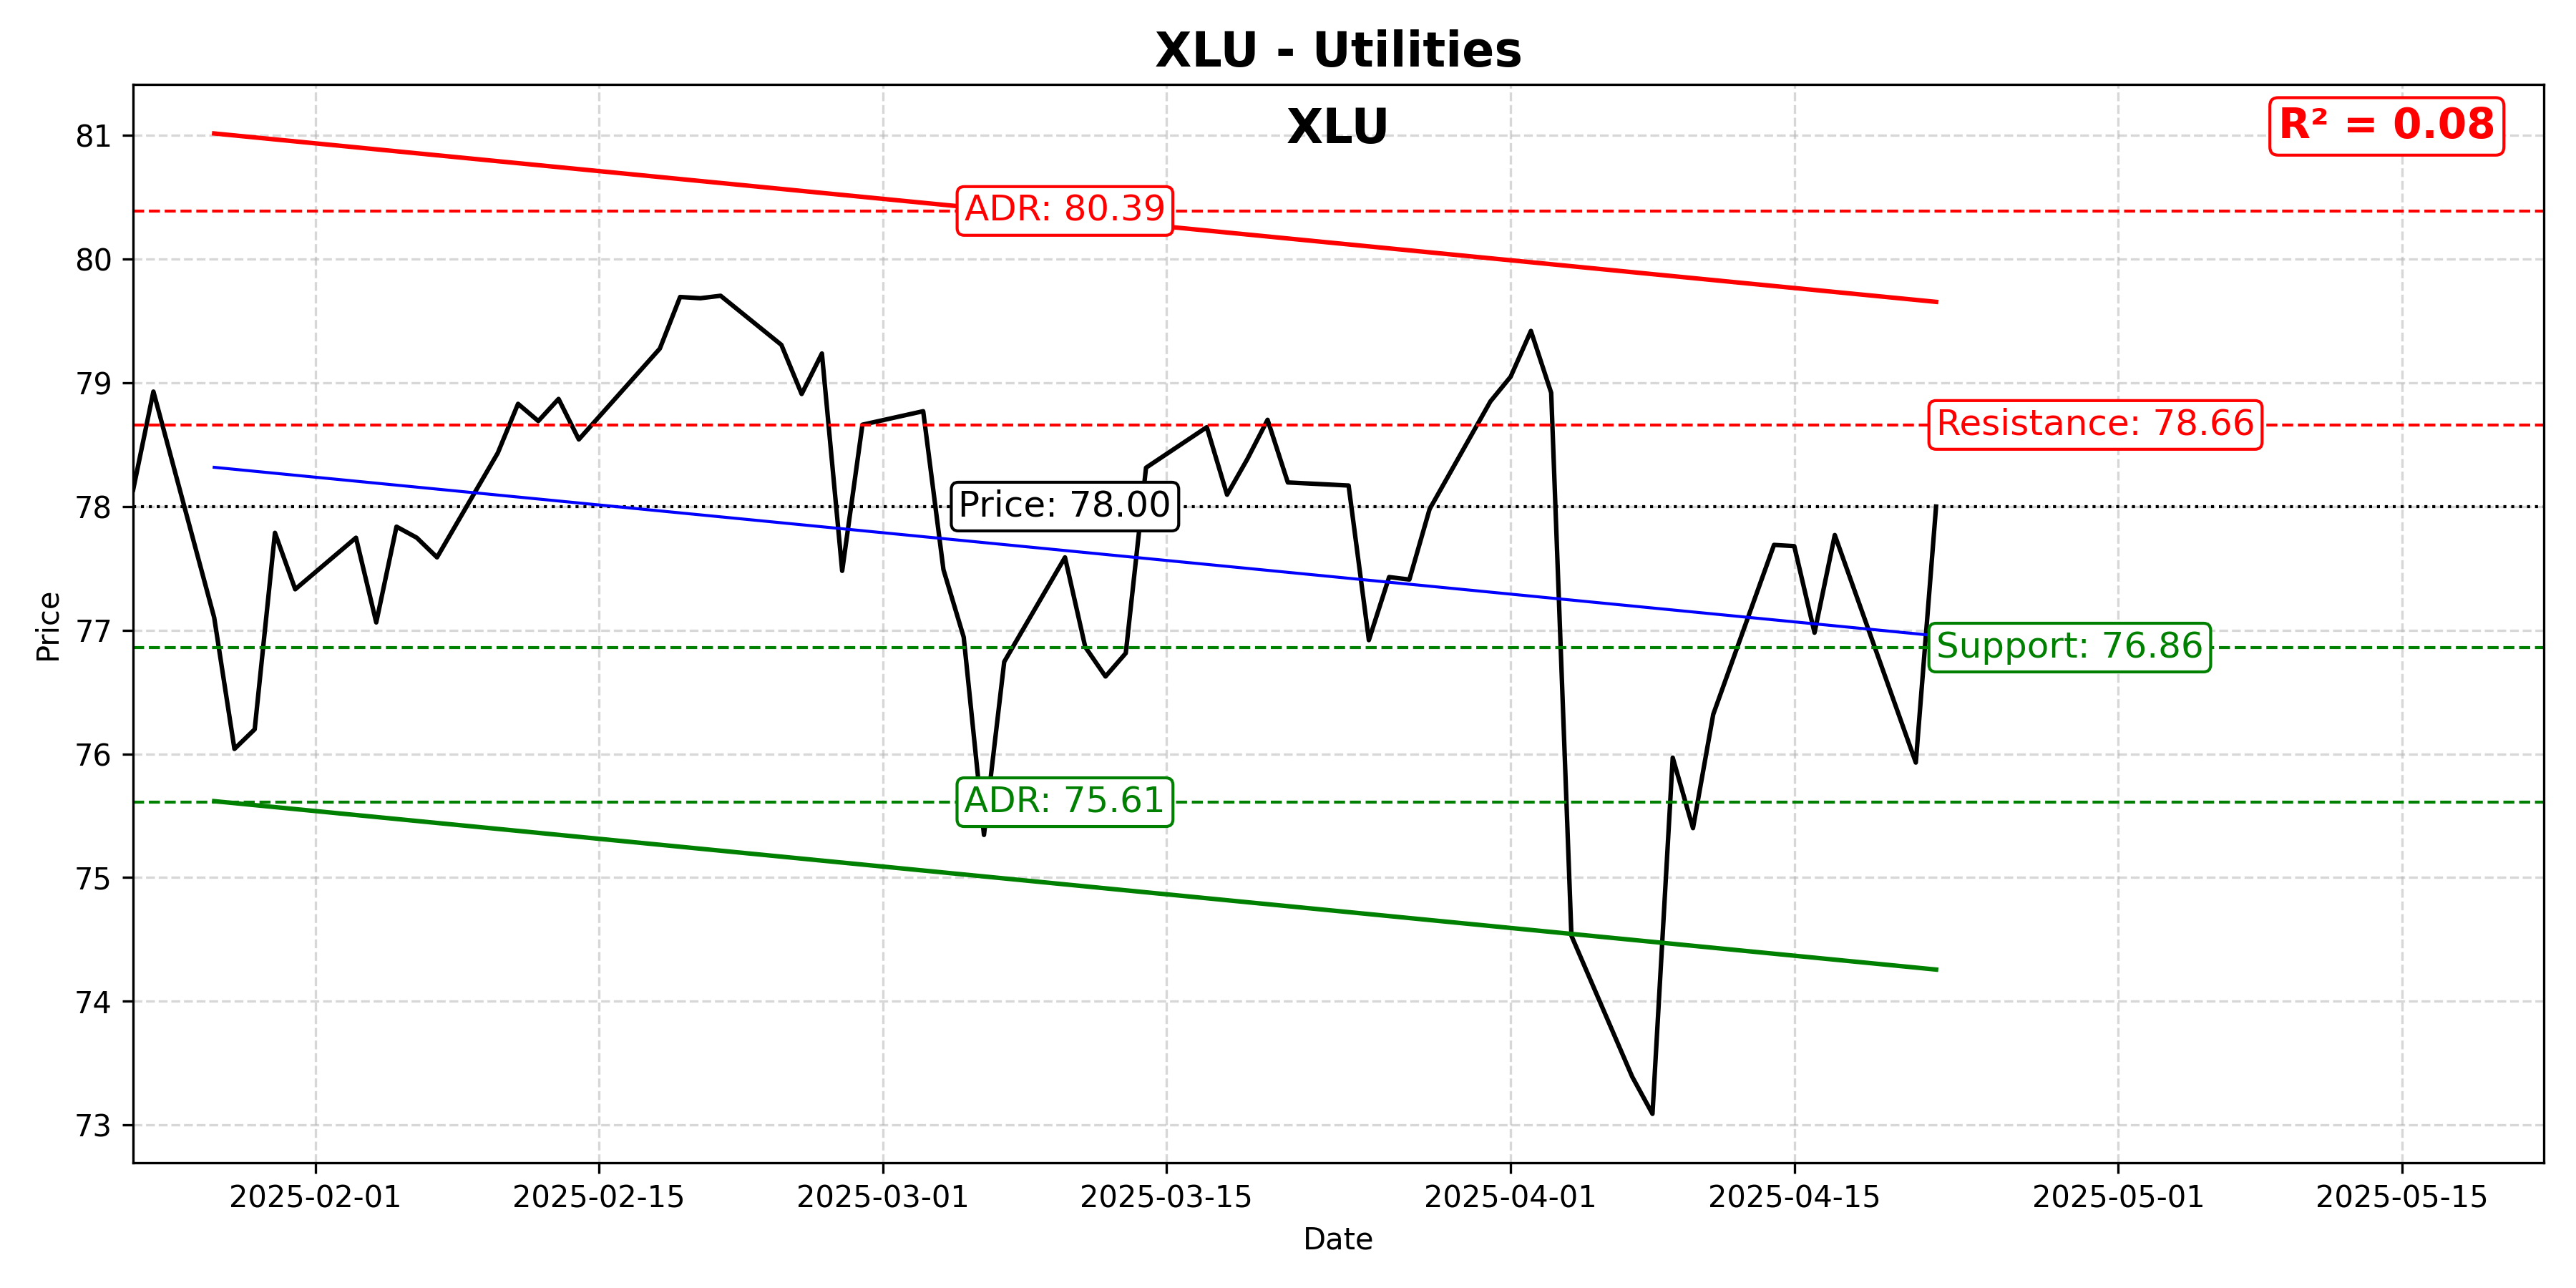 XLU - Utilities
XLU
R² = 0.08
81
80
79
78
77
76
75
74
73
Price
ADR: 80.39
Resistance: 78.66
Price: 78.00
Support: 76.86
ADR: 75.61
2025-02-01
2025-02-15
2025-03-01
2025-03-15
2025-04-01
2025-04-15
2025-05-01
2025-05-15
Date